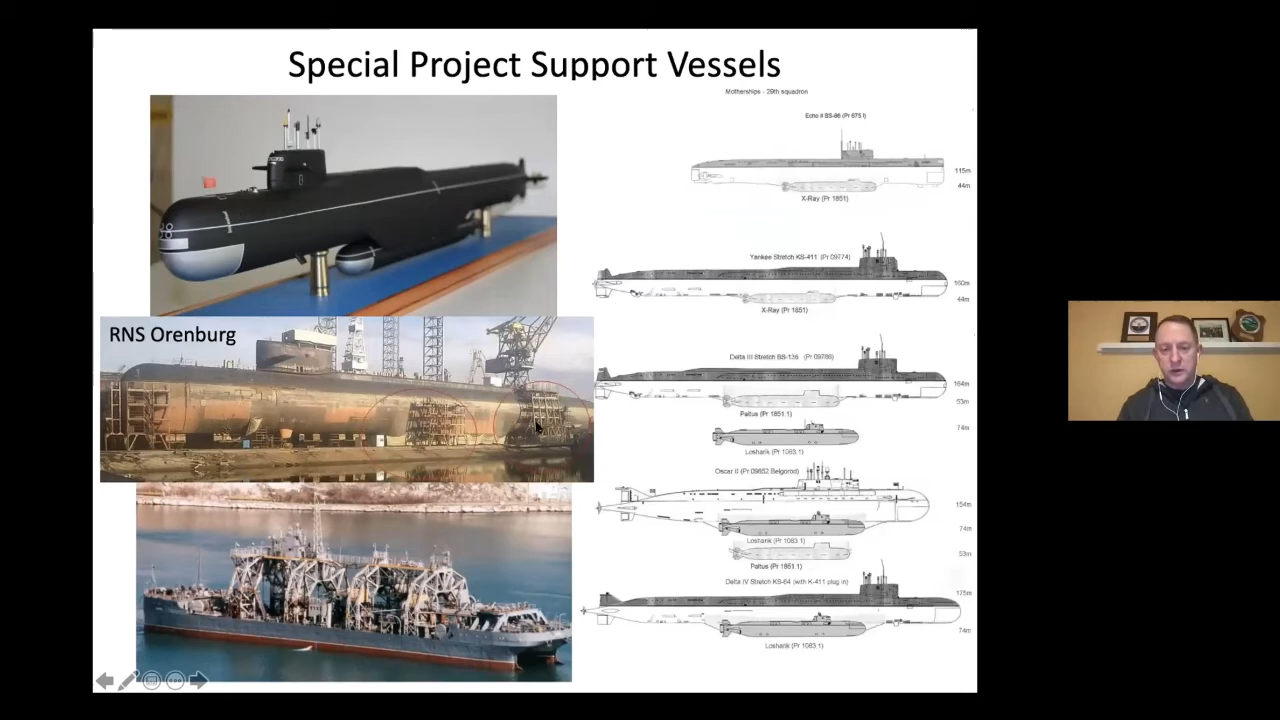 Special Project Support Vessels
RNS Orenburg
Motherships - 29th squadron
Echo II BS-86 (Pr 675 I)
115m
44m
X-Ray (Pr 1851)
Yankee Stretch KS-411 (Pr 09774)
160m
44m
X-Ray (Pr 1851)
Delta III Stretch BS-136 (Pr 09786)
164m
53m
Paltus (Pr 1851.1)
74m
Losharik (Pr 1083.1)
Oscar II (Pr 09852 Belgorod)
154m
74m
Losharik (Pr 1083.1)
53m
Paltus (Pr 1851.1)
Delta IV Stretch KS-64 (with K-411 plug in)
175m
74m
Losharik (Pr 1083.1)